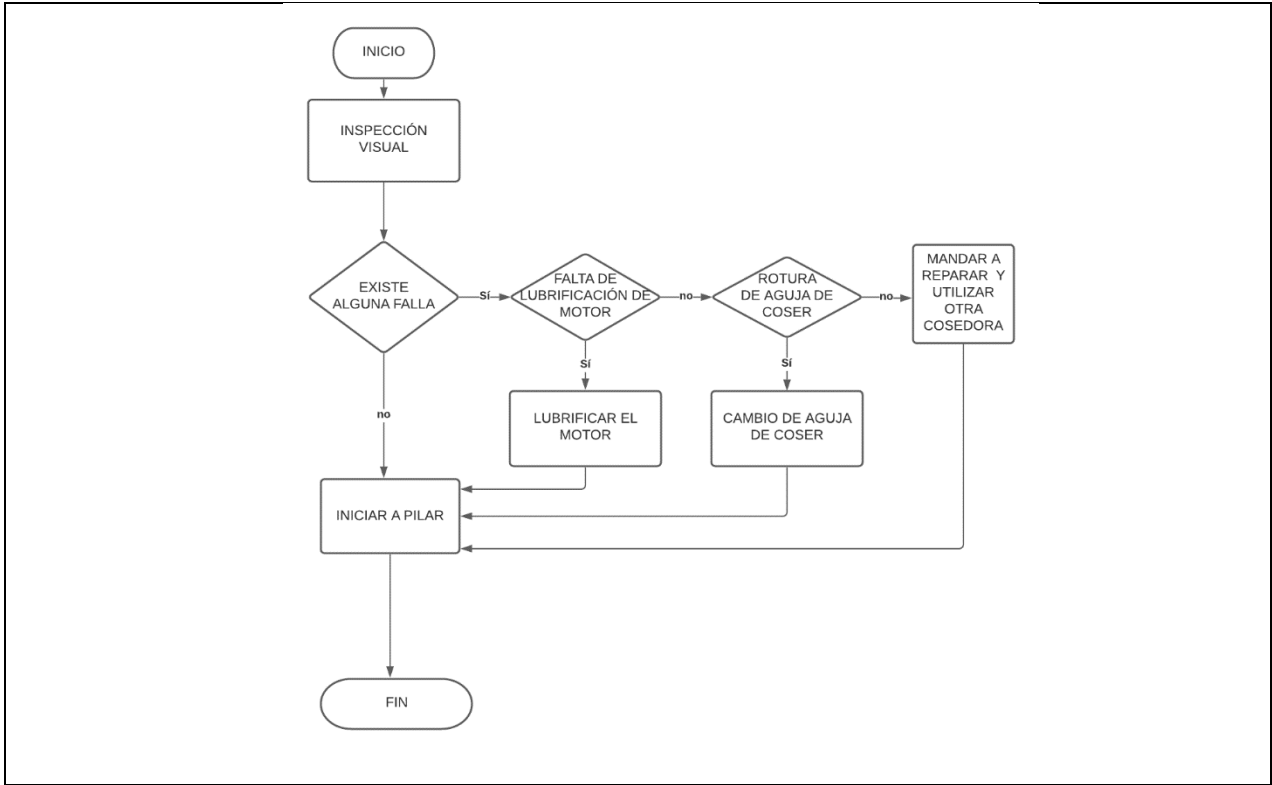 INICIO
INSPECCIÓN
VISUAL
EXISTE
ALGUNA FALLA
Sí
FALTA DE
LUBRIFICACIÓN DE
MOTOR
no
ROTURA
DE AGUJA DE
COSER
no
MANDAR A
REPARAR Y
UTILIZAR
OTRA
COSEDORA
Sí
Sí
no
LUBRIFICAR EL
MOTOR
CAMBIO DE AGUJA
DE COSER
INICIAR A PILAR
FIN